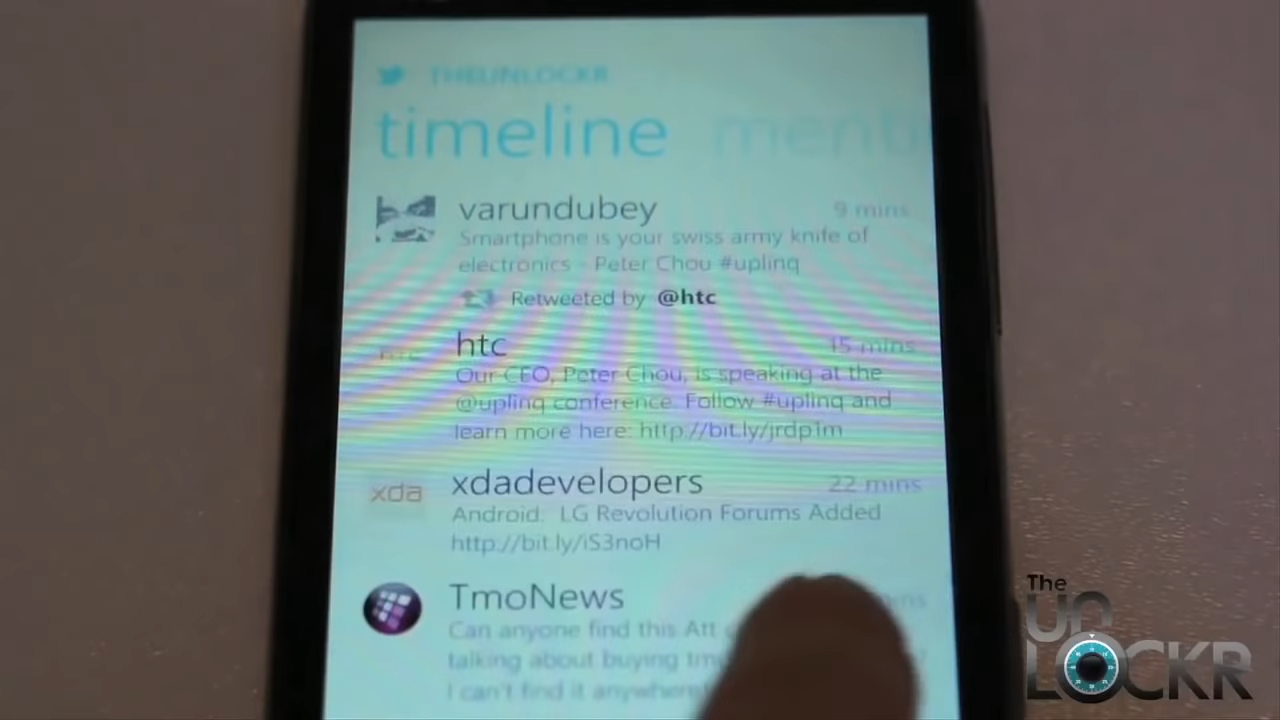 THEUNLOCKR
timeline
varundubey 9 mins
Smartphone is your swiss army knife of
electronics - Peter Chou #uplinq
Retweeted by @htc
htc 15 mins
Our CEO, Peter Chou, is speaking at the
@uplinq conference. Follow #uplinq and
learn more here: http://bit.ly/jrdp1m
xda xdadevelopers 22 mins
Android: LG Revolution Forums Added
http://bit.ly/iS3noH
TmoNews
Can anyone find this Att
talking about buying
I can't find it anywhere
The
UN
LOCKR